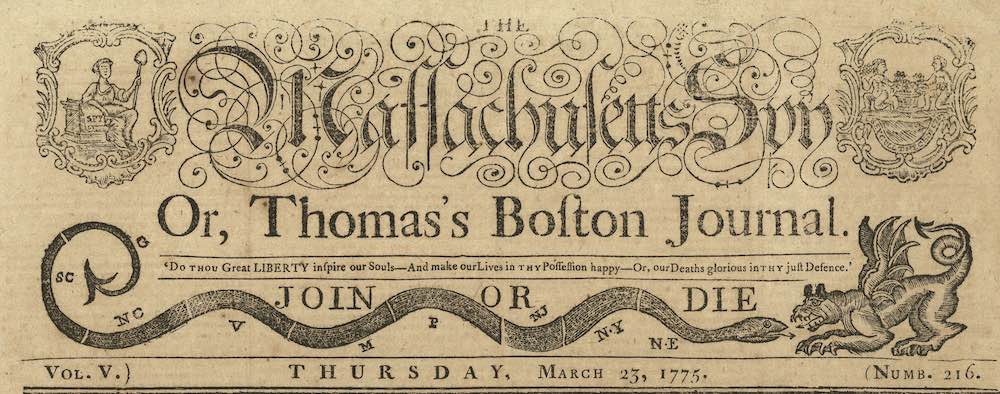 THE
Maſſachuſetts Spy
SPY
Or, Thomas's Boſton Journal.
'Do THOU Great LIBERTY inſpire our Souls—And make our Lives in THY Poſſeſſion happy—Or, our Deaths glorious in THY juſt Defence.'
JOIN OR DIE
G
SC
NC
V
M
P
NJ
N·Y
N·E
VOL. V.) THURSDAY, MARCH 23, 1775. (NUMB. 216.